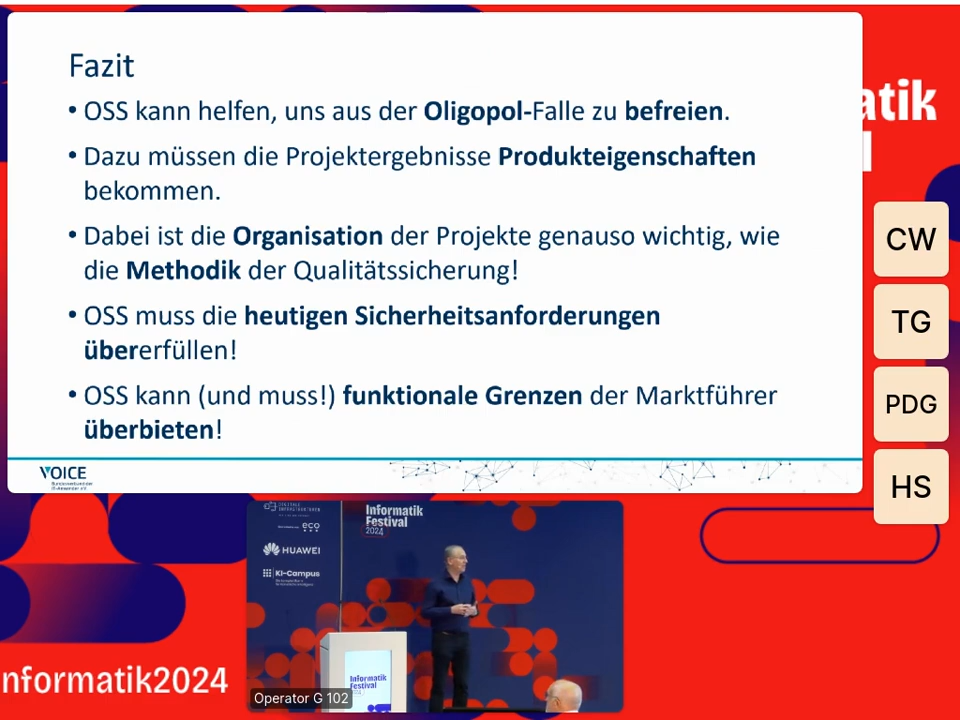 Fazit
• OSS kann helfen, uns aus der Oligopol-Falle zu befreien.
• Dazu müssen die Projektergebnisse Produkteigenschaften
bekommen.
• Dabei ist die Organisation der Projekte genauso wichtig, wie
die Methodik der Qualitätssicherung!
• OSS muss die heutigen Sicherheitsanforderungen
übererfüllen!
• OSS kann (und muss!) funktionale Grenzen der Marktführer
überbieten!
VOICE
atik
l
CW
TG
PDG
HS
eco
HUAWEI
KI-Campus
Informatik
Festival
2024
Informatik
Festival
Operator G 102
nformatik2024